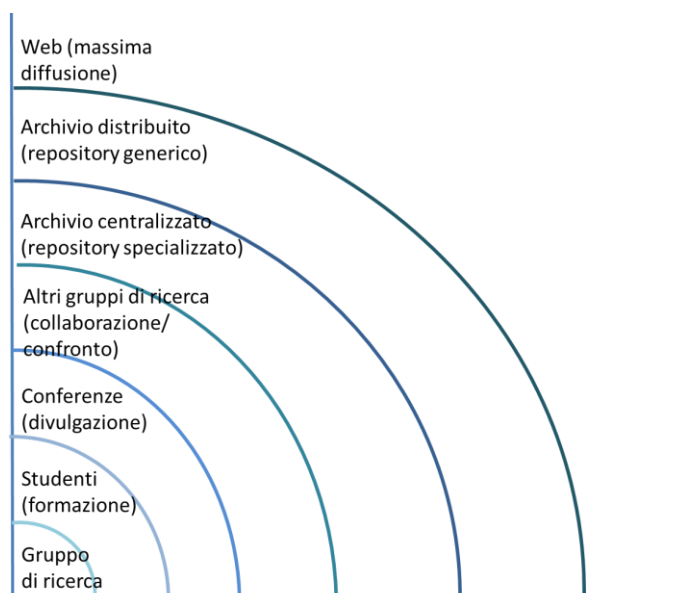 Web (massima
diffusione)
Archivio distribuito
(repository generico)
Archivio centralizzato
(repository specializzato)
Altri gruppi di ricerca
(collaborazione/
confronto)
Conferenze
(divulgazione)
Studenti
(formazione)
Gruppo
di ricerca